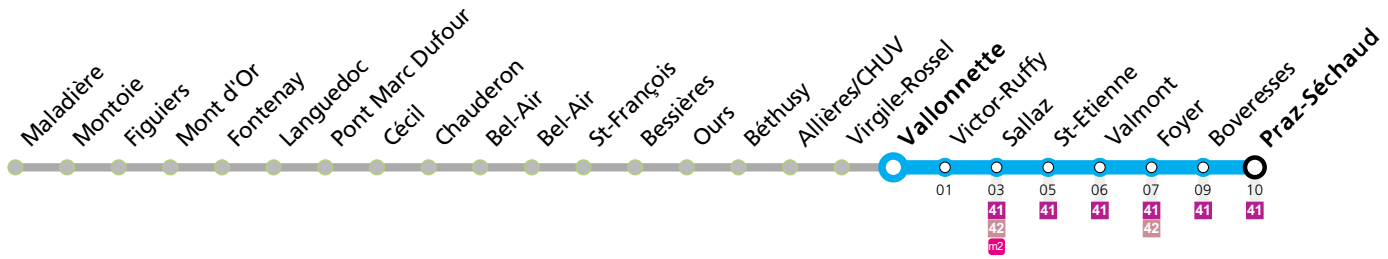 Maladière
Montoie
Figuiers
Mont d'Or
Fontenay
Languedoc
Pont Marc Dufour
Cécil
Chauderon
Bel-Air
Bel-Air
St-François
Bessières
Ours
Béthusy
Allières/CHUV
Virgile-Rossel
Vallonnette
Victor-Ruffy
Sallaz
St-Etienne
Valmont
Foyer
Boveresses
Praz-Séchaud
01 03 05 06 07 09 10
41 41 41 41 41 41
42 42
m2